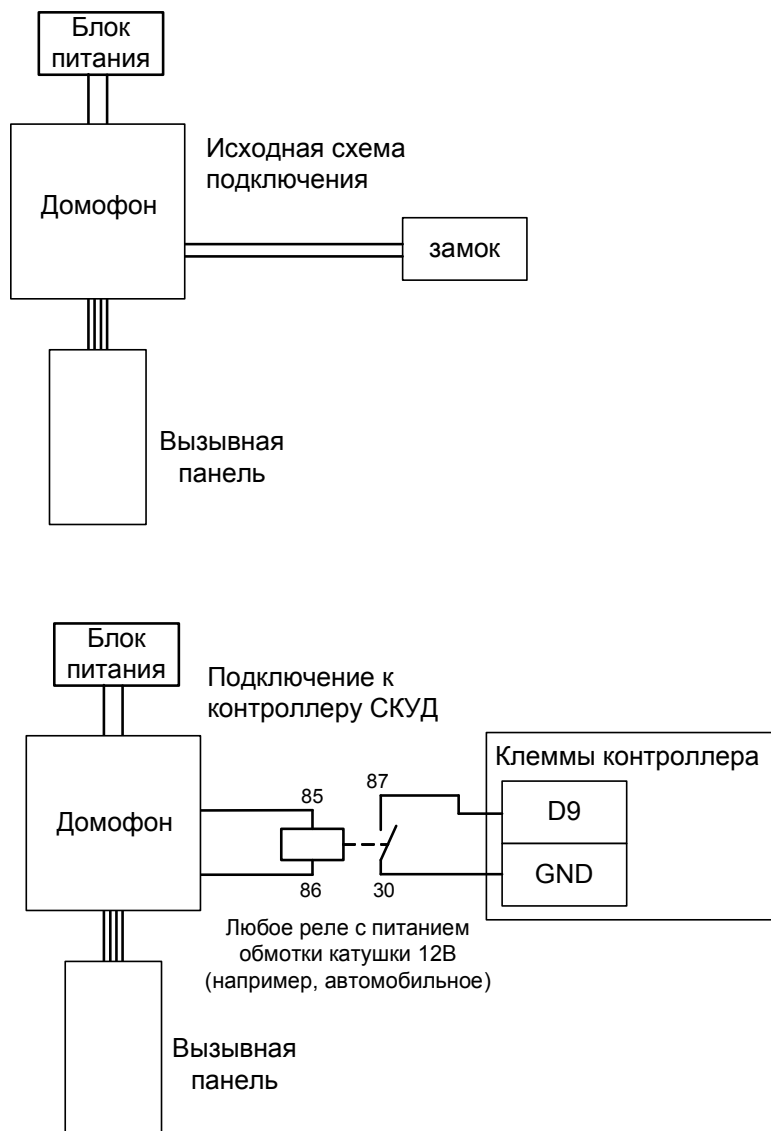 Блок
питания
Домофон
Исходная схема
подключения
замок
Вызывная
панель
Блок
питания
Подключение к
контроллеру СКУД
Домофон
85
86
87
30
Клеммы контроллера
D9
GND
Любое реле с питанием
обмотки катушки 12В
(например, автомобильное)
Вызывная
панель